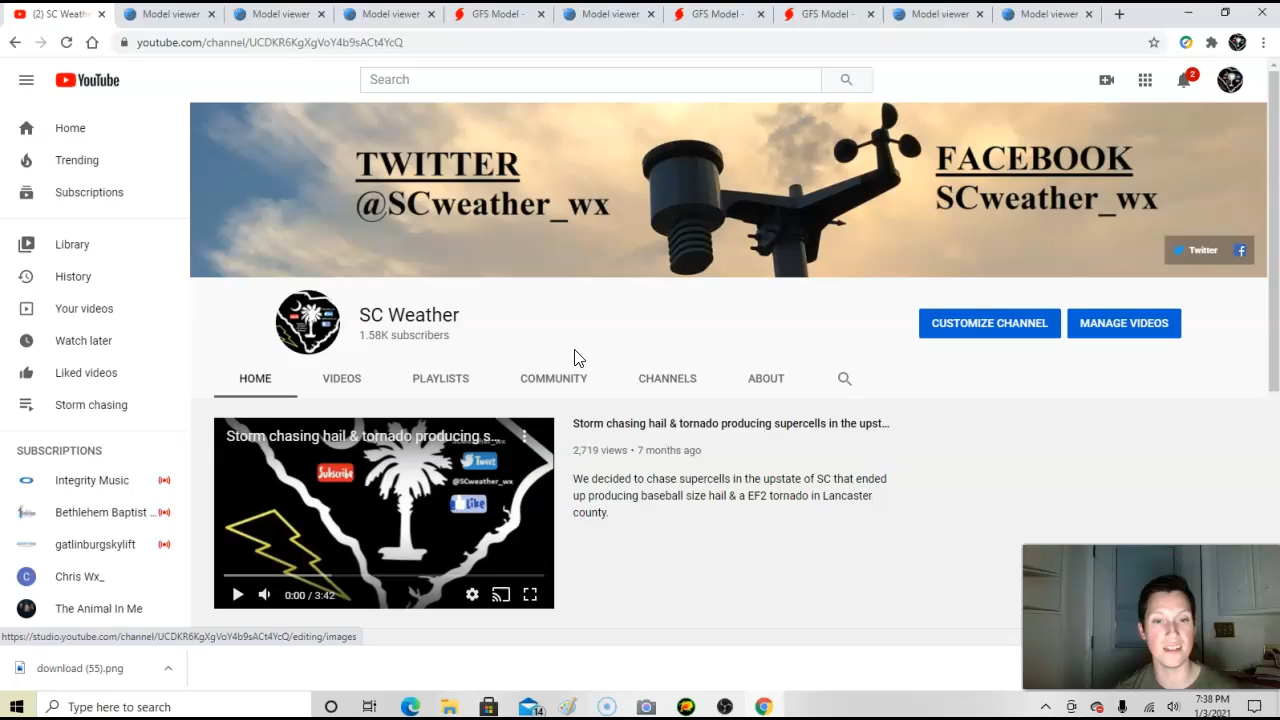 (2) SC Weather
Model viewer
Model viewer
Model viewer
GFS Model -
Model viewer
GFS Model -
GFS Model -
Model viewer
Model viewer
youtube.com/channel/UCDKR6KgXgVoY4b9sACt4YcQ
YouTube
Search
2
TWITTER
@SCweather_wx
FACEBOOK
SCweather_wx
Twitter
Home
Trending
Subscriptions
Library
History
Your videos
Watch later
Liked videos
Storm chasing
SUBSCRIPTIONS
Integrity Music
Bethlehem Baptist ...
gatlinburgskylift
C
Chris Wx_
The Animal In Me
SC Weather
1.58K subscribers
CUSTOMIZE CHANNEL
MANAGE VIDEOS
HOME
VIDEOS
PLAYLISTS
COMMUNITY
CHANNELS
ABOUT
Storm chasing hail & tornado producing s...
Subscribe
Tweet
@SCweather_wx
Like
0:00 / 3:42
Storm chasing hail & tornado producing supercells in the upst...
2,719 views • 7 months ago
We decided to chase supercells in the upstate of SC that ended
up producing baseball size hail & a EF2 tornado in Lancaster
county.
https://studio.youtube.com/channel/UCDKR6KgXgVoY4b9sACt4YcQ/editing/images
download (55).png
Type here to search
14
7:38 PM
1/3/2021